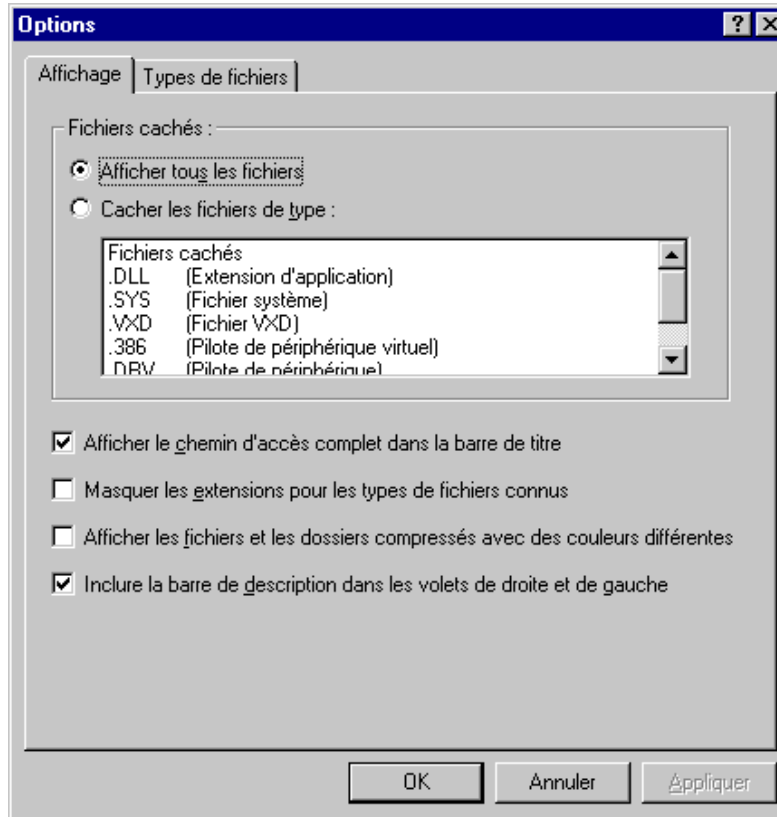 Options
Affichage
Types de fichiers
Fichiers cachés :
Afficher tous les fichiers
Cacher les fichiers de type :
Fichiers cachés
.DLL (Extension d'application)
.SYS (Fichier système)
.VXD (Fichier VXD)
.386 (Pilote de périphérique virtuel)
.DRV (Pilote de périphérique)
Afficher le chemin d'accès complet dans la barre de titre
Masquer les extensions pour les types de fichiers connus
Afficher les fichiers et les dossiers compressés avec des couleurs différentes
Inclure la barre de description dans les volets de droite et de gauche
OK
Annuler
Appliquer